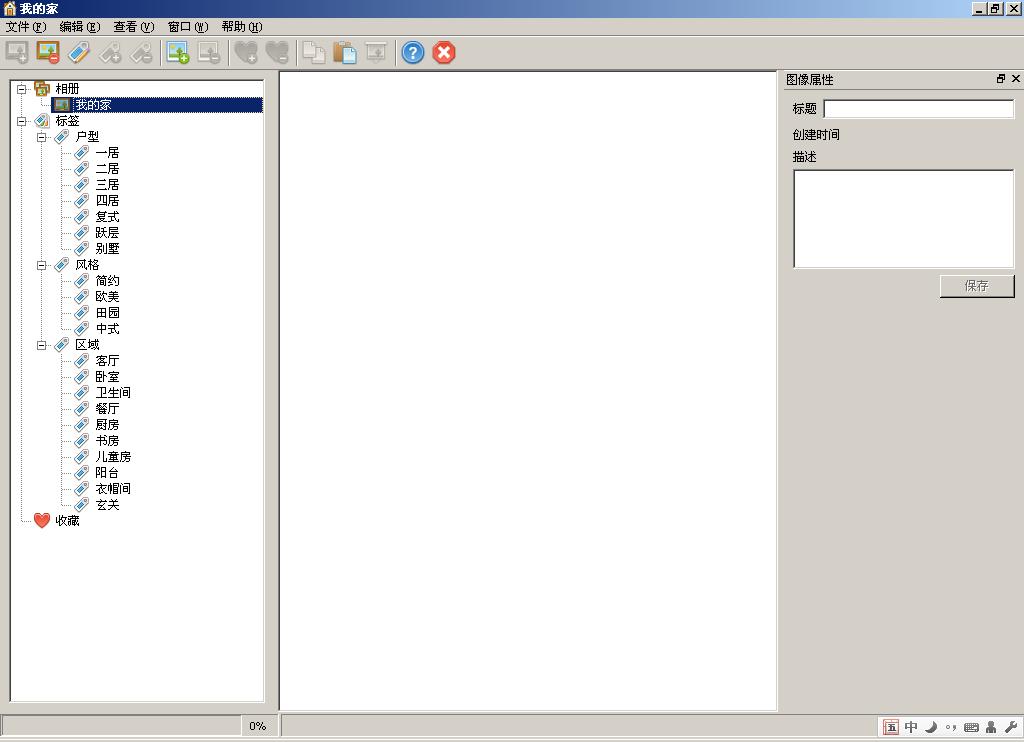 我的家
文件(F) 编辑(E) 查看(V) 窗口(W) 帮助(H)
相册
我的家
标签
户型
一居
二居
三居
四居
复式
跃层
别墅
风格
简约
欧美
田园
中式
区域
客厅
卧室
卫生间
餐厅
厨房
书房
儿童房
阳台
衣帽间
玄关
收藏
图像属性
标题
创建时间
描述
保存
0%
五 中